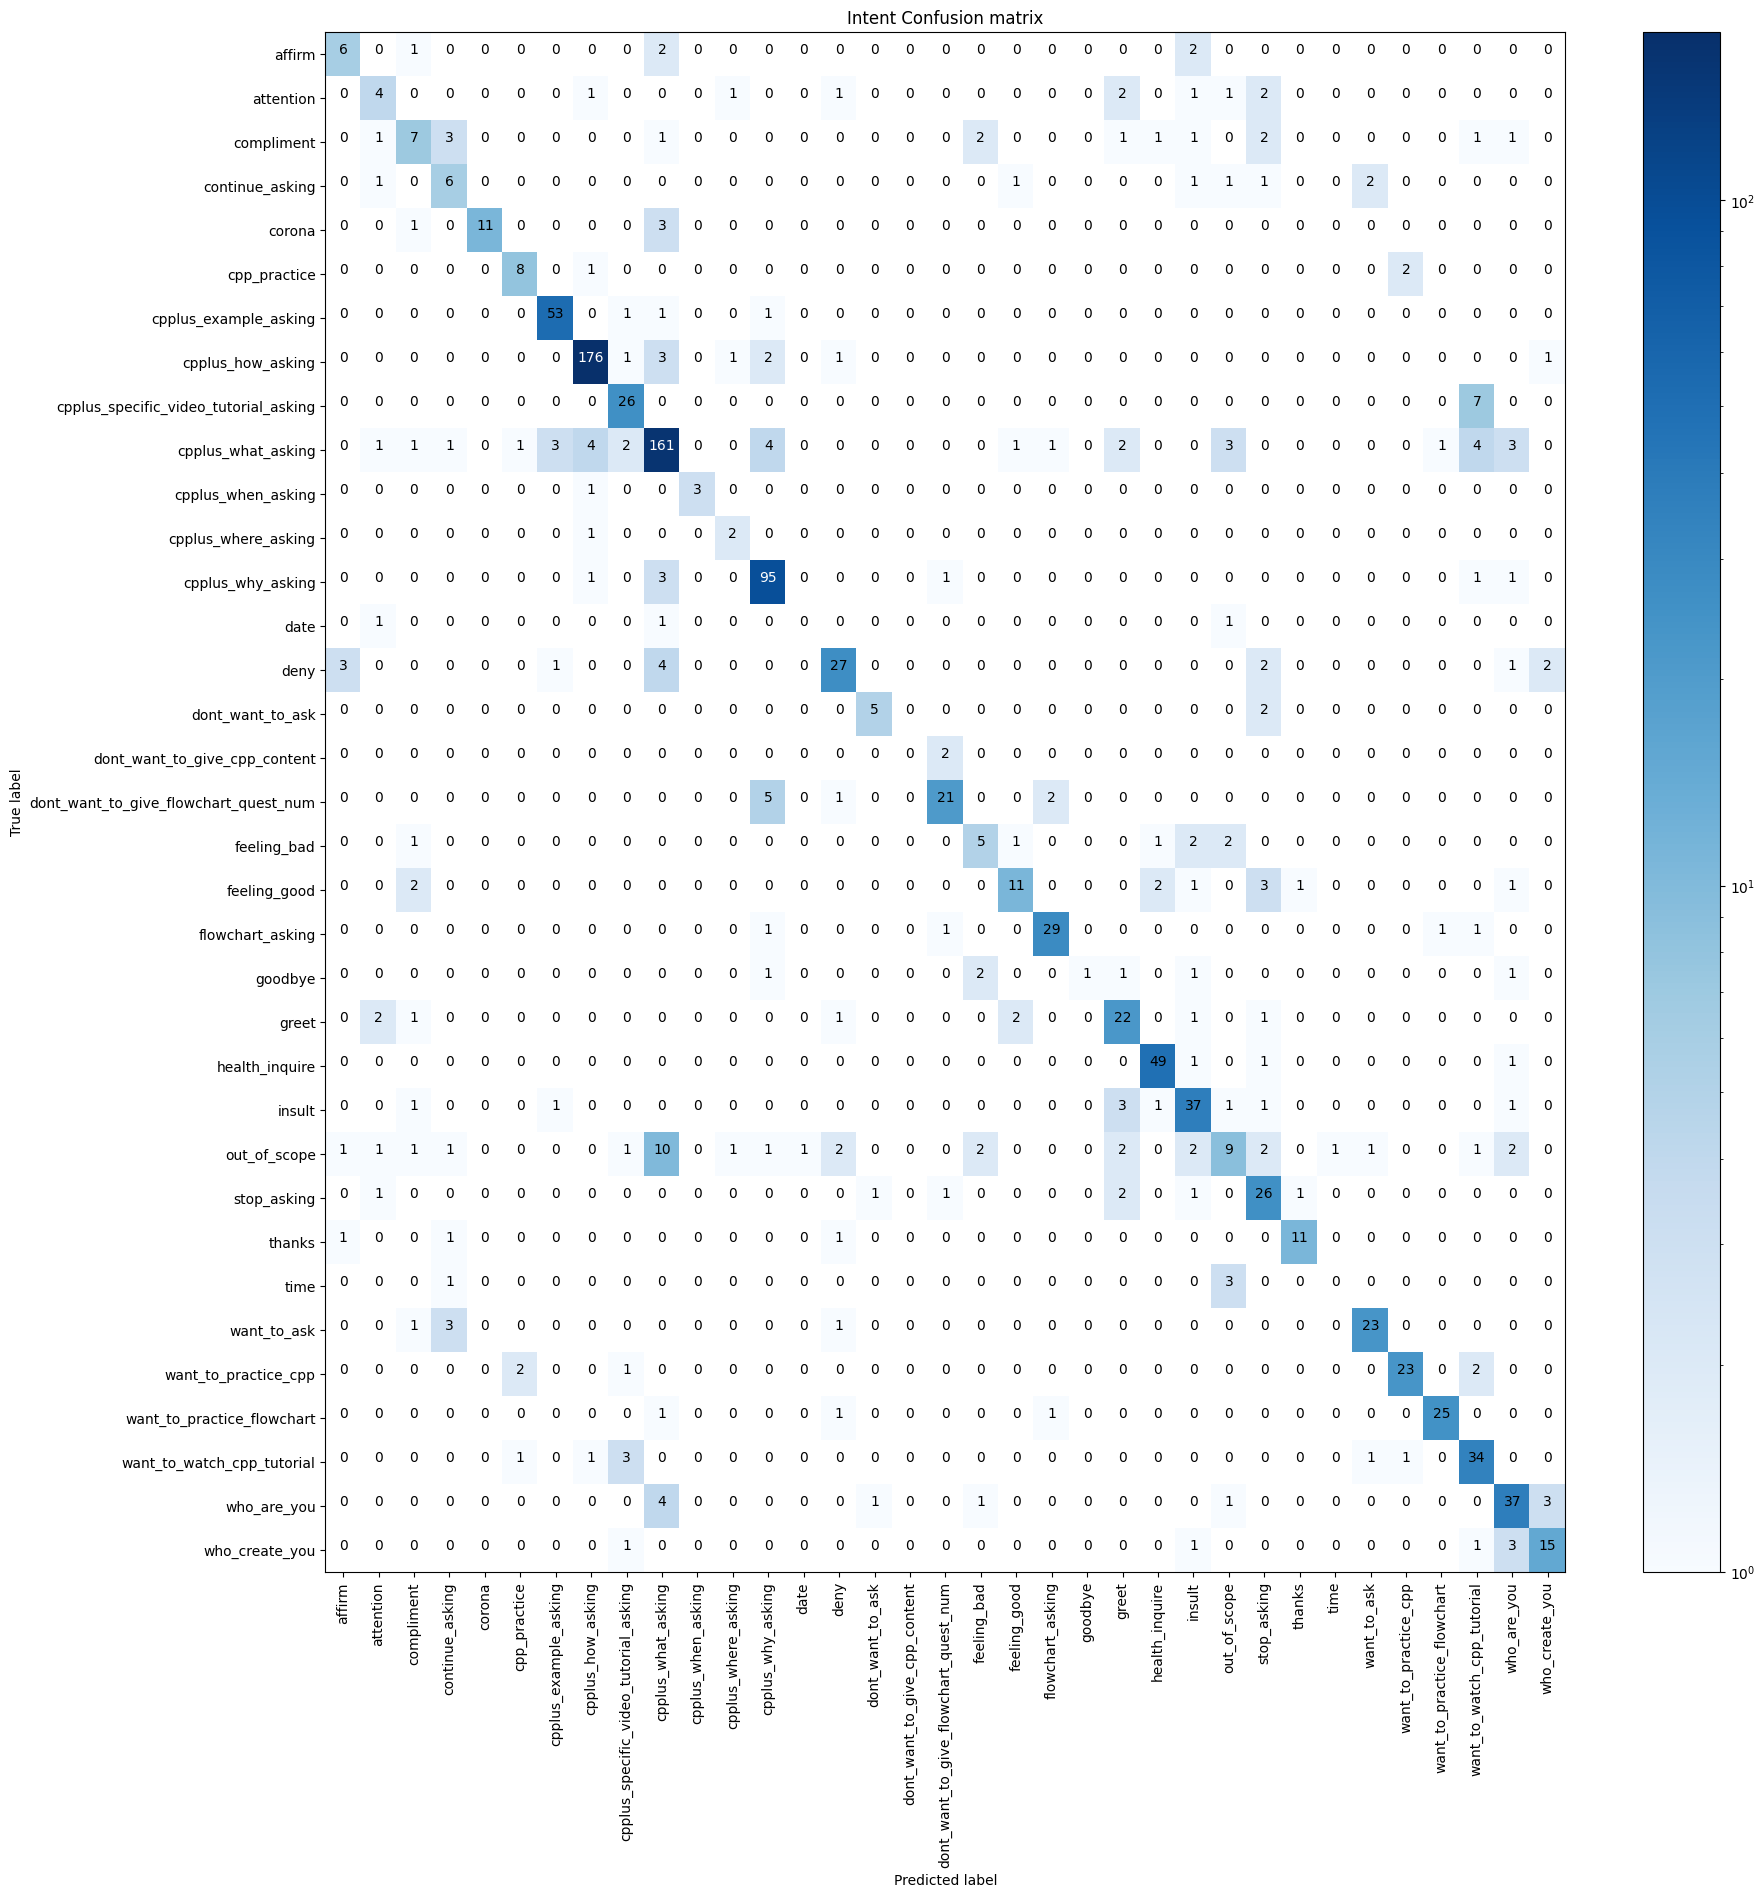 Intent Confusion matrix
affirm 6 0 1 0 0 0 0 0 0 2 0 0 0 0 0 0 0 0 0 0 0 0 0 0 2 0 0 0 0 0 0 0 0 0 0
attention 0 4 0 0 0 0 0 1 0 0 0 1 0 0 1 0 0 0 0 0 0 0 2 0 1 1 2 0 0 0 0 0 0 0 0
compliment 0 1 7 3 0 0 0 0 0 1 0 0 0 0 0 0 0 0 2 0 0 0 1 1 1 0 2 0 0 0 0 0 1 1 0
continue_asking 0 1 0 6 0 0 0 0 0 0 0 0 0 0 0 0 0 0 0 1 0 0 0 0 1 1 1 0 0 2 0 0 0 0 0
corona 0 0 1 0 11 0 0 0 0 3 0 0 0 0 0 0 0 0 0 0 0 0 0 0 0 0 0 0 0 0 0 0 0 0 0
cpp_practice 0 0 0 0 0 8 0 1 0 0 0 0 0 0 0 0 0 0 0 0 0 0 0 0 0 0 0 0 0 0 2 0 0 0 0
cpplus_example_asking 0 0 0 0 0 0 53 0 1 1 0 0 1 0 0 0 0 0 0 0 0 0 0 0 0 0 0 0 0 0 0 0 0 0 0
cpplus_how_asking 0 0 0 0 0 0 0 176 1 3 0 1 2 0 1 0 0 0 0 0 0 0 0 0 0 0 0 0 0 0 0 0 0 0 1
cpplus_specific_video_tutorial_asking 0 0 0 0 0 0 0 0 26 0 0 0 0 0 0 0 0 0 0 0 0 0 0 0 0 0 0 0 0 0 0 0 7 0 0
cpplus_what_asking 0 1 1 1 0 1 3 4 2 161 0 0 4 0 0 0 0 0 0 1 1 0 2 0 0 3 0 0 0 0 0 1 4 3 0
cpplus_when_asking 0 0 0 0 0 0 0 1 0 0 3 0 0 0 0 0 0 0 0 0 0 0 0 0 0 0 0 0 0 0 0 0 0 0 0
cpplus_where_asking 0 0 0 0 0 0 0 1 0 0 0 2 0 0 0 0 0 0 0 0 0 0 0 0 0 0 0 0 0 0 0 0 0 0 0
cpplus_why_asking 0 0 0 0 0 0 0 1 0 3 0 0 95 0 0 0 0 1 0 0 0 0 0 0 0 0 0 0 0 0 0 0 1 1 0
date 0 1 0 0 0 0 0 0 0 1 0 0 0 0 0 0 0 0 0 0 0 0 0 0 0 1 0 0 0 0 0 0 0 0 0
deny 3 0 0 0 0 0 1 0 0 4 0 0 0 0 27 0 0 0 0 0 0 0 0 0 0 0 2 0 0 0 0 0 0 1 2
dont_want_to_ask 0 0 0 0 0 0 0 0 0 0 0 0 0 0 0 5 0 0 0 0 0 0 0 0 0 0 2 0 0 0 0 0 0 0 0
dont_want_to_give_cpp_content 0 0 0 0 0 0 0 0 0 0 0 0 0 0 0 0 0 2 0 0 0 0 0 0 0 0 0 0 0 0 0 0 0 0 0
dont_want_to_give_flowchart_quest_num 0 0 0 0 0 0 0 0 0 0 0 0 5 0 1 0 0 21 0 0 2 0 0 0 0 0 0 0 0 0 0 0 0 0 0
feeling_bad 0 0 1 0 0 0 0 0 0 0 0 0 0 0 0 0 0 0 5 1 0 0 0 1 2 2 0 0 0 0 0 0 0 0 0
feeling_good 0 0 2 0 0 0 0 0 0 0 0 0 0 0 0 0 0 0 0 11 0 0 0 2 1 0 3 1 0 0 0 0 0 1 0
flowchart_asking 0 0 0 0 0 0 0 0 0 0 0 0 1 0 0 0 0 1 0 0 29 0 0 0 0 0 0 0 0 0 0 1 1 0 0
goodbye 0 0 0 0 0 0 0 0 0 0 0 0 1 0 0 0 0 0 2 0 0 1 1 0 1 0 0 0 0 0 0 0 0 1 0
greet 0 2 1 0 0 0 0 0 0 0 0 0 0 0 1 0 0 0 0 2 0 0 22 0 1 0 1 0 0 0 0 0 0 0 0
health_inquire 0 0 0 0 0 0 0 0 0 0 0 0 0 0 0 0 0 0 0 0 0 0 0 49 1 0 1 0 0 0 0 0 0 1 0
insult 0 0 1 0 0 0 1 0 0 0 0 0 0 0 0 0 0 0 0 0 0 0 3 1 37 1 1 0 0 0 0 0 0 1 0
out_of_scope 1 1 1 1 0 0 0 0 1 10 0 1 1 1 2 0 0 0 2 0 0 0 2 0 2 9 2 0 1 1 0 0 1 2 0
stop_asking 0 1 0 0 0 0 0 0 0 0 0 0 0 0 0 1 0 1 0 0 0 0 2 0 1 0 26 1 0 0 0 0 0 0 0
thanks 1 0 0 1 0 0 0 0 0 0 0 0 0 0 1 0 0 0 0 0 0 0 0 0 0 0 0 11 0 0 0 0 0 0 0
time 0 0 0 1 0 0 0 0 0 0 0 0 0 0 0 0 0 0 0 0 0 0 0 0 0 3 0 0 0 0 0 0 0 0 0
want_to_ask 0 0 1 3 0 0 0 0 0 0 0 0 0 0 1 0 0 0 0 0 0 0 0 0 0 0 0 0 0 23 0 0 0 0 0
want_to_practice_cpp 0 0 0 0 0 2 0 0 1 0 0 0 0 0 0 0 0 0 0 0 0 0 0 0 0 0 0 0 0 0 23 0 2 0 0
want_to_practice_flowchart 0 0 0 0 0 0 0 0 0 1 0 0 0 0 1 0 0 0 0 0 1 0 0 0 0 0 0 0 0 0 0 25 0 0 0
want_to_watch_cpp_tutorial 0 0 0 0 0 1 0 1 3 0 0 0 0 0 0 0 0 0 0 0 0 0 0 0 0 0 0 0 0 1 1 0 34 0 0
who_are_you 0 0 0 0 0 0 0 0 0 4 0 0 0 0 0 1 0 0 1 0 0 0 0 0 0 1 0 0 0 0 0 0 0 37 3
who_create_you 0 0 0 0 0 0 0 0 1 0 0 0 0 0 0 0 0 0 0 0 0 0 0 0 1 0 0 0 0 0 0 0 1 3 15
True label
affirm
attention
compliment
continue_asking
corona
cpp_practice
cpplus_example_asking
cpplus_how_asking
cpplus_specific_video_tutorial_asking
cpplus_what_asking
cpplus_when_asking
cpplus_where_asking
cpplus_why_asking
date
deny
dont_want_to_ask
dont_want_to_give_cpp_content
dont_want_to_give_flowchart_quest_num
feeling_bad
feeling_good
flowchart_asking
goodbye
greet
health_inquire
insult
out_of_scope
stop_asking
thanks
time
want_to_ask
want_to_practice_cpp
want_to_practice_flowchart
want_to_watch_cpp_tutorial
who_are_you
who_create_you
Predicted label
10²
10¹
10⁰